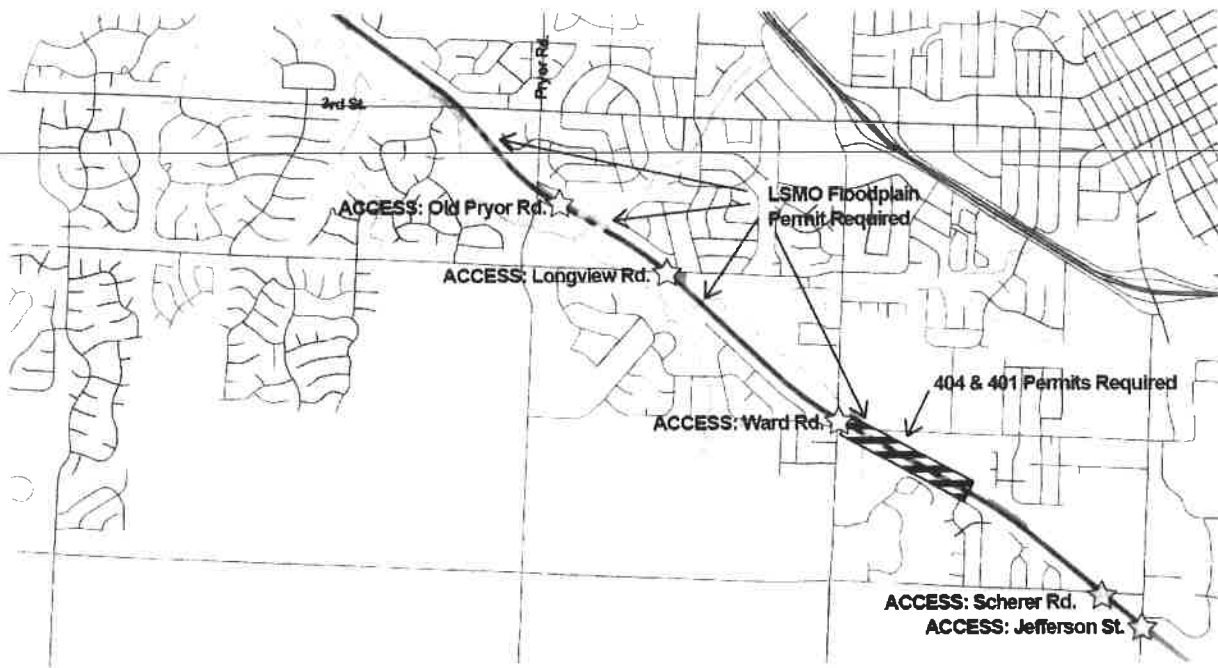 Pryor Rd.
3rd St.
LSMO Floodplain
Permit Required
ACCESS: Old Pryor Rd.
ACCESS: Longview Rd.
404 & 401 Permits Required
ACCESS: Ward Rd.
ACCESS: Scherer Rd.
ACCESS: Jefferson St.